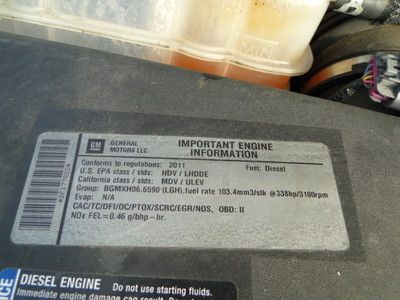 MIN
GM
GENERAL
MOTORS LLC
IMPORTANT ENGINE
INFORMATION
Conforms to regulations: 2011
Fuel: Diesel
U.S. EPA class / stds HDV / LHDDE
California class / stds MDV / ULEV
Group: BGMXH06.6590 (LGH),fuel rate 103.4mm3/stk @338hp/3100rpm
Evap: N/A
CAC/TC/DFI/OC/PTOX/SCRC/EGR/NOS, OBD: II
NOx FEL=0.46 g/bhp-hr.
DIESEL ENGINE
Do not use starting fluids.
immediate engine damage can result.